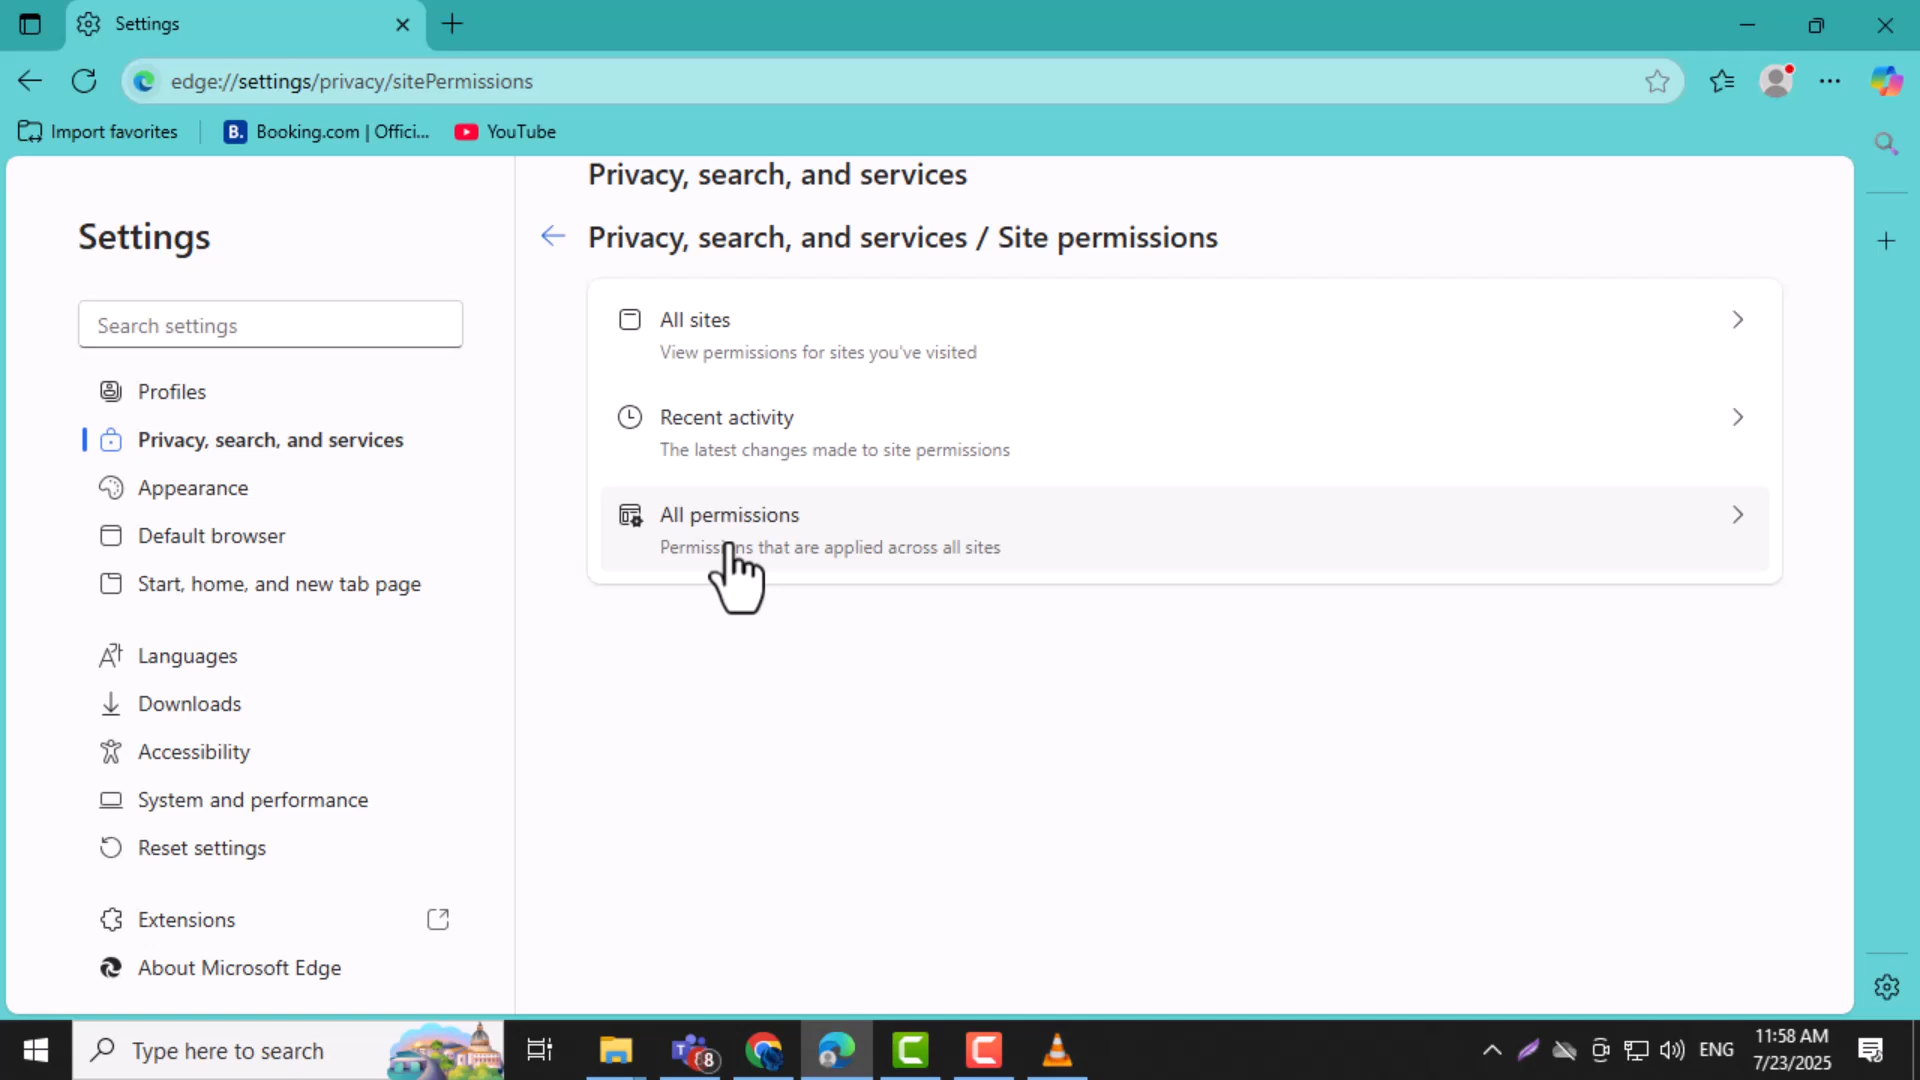 Settings
edge://settings/privacy/sitePermissions
Import favorites
B. Booking.com | Offici...
YouTube
Settings
Search settings
Profiles
Privacy, search, and services
Appearance
Default browser
Start, home, and new tab page
Languages
Downloads
Accessibility
System and performance
Reset settings
Extensions
About Microsoft Edge
Privacy, search, and services
Privacy, search, and services / Site permissions
All sites
View permissions for sites you've visited
Recent activity
The latest changes made to site permissions
All permissions
Permissions that are applied across all sites
Type here to search
T
8
ENG
11:58 AM
7/23/2025